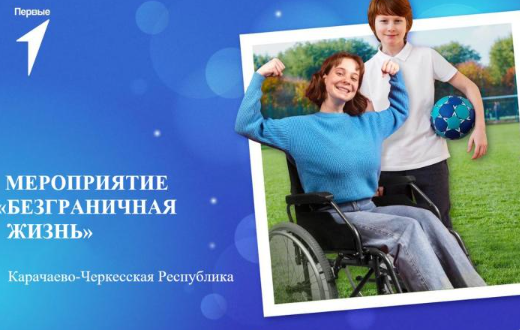 Первые
МЕРОПРИЯТИЕ
«БЕЗГРАНИЧНАЯ
ЖИЗНЬ»
Карачаево-Черкесская Республика